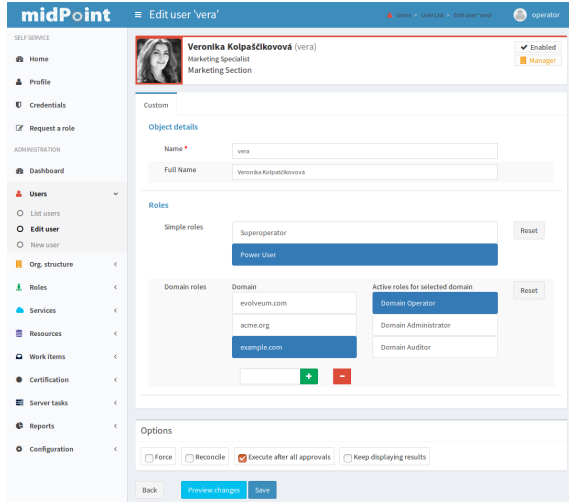 midPoint
Edit user 'vera'
Users
User List
Edit user 'vera'
operator
SELF SERVICE
Home
Profile
Credentials
Request a role
ADMINISTRATION
Dashboard
Users
List users
Edit user
New user
Org. structure
Roles
Services
Resources
Work items
Certification
Server tasks
Reports
Configuration
Veronika Kolpaščikovová (vera)
Marketing Specialist
Marketing Section
Enabled
Manager
Custom
Object details
Name *
vera
Full Name
Veronika Kolpaščikovová
Roles
Simple roles
Superoperator
Power User
Reset
Domain roles
Domain
evolveum.com
acme.org
example.com
Active roles for selected domain
Domain Operator
Domain Administrator
Domain Auditor
Reset
Options
Force
Reconcile
Execute after all approvals
Keep displaying results
Back
Preview changes
Save